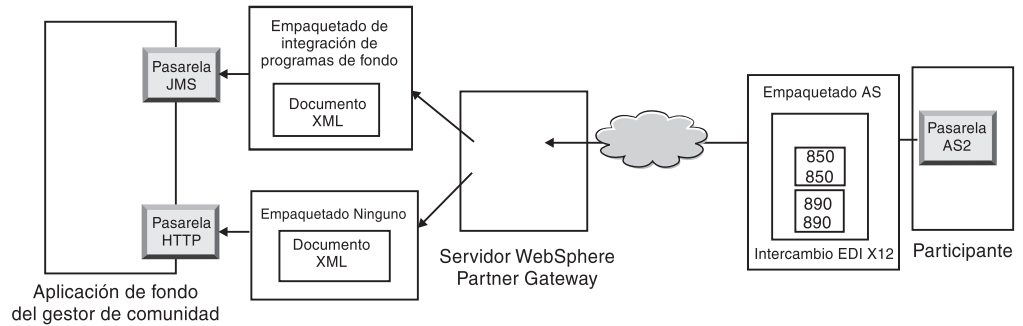 Pasarela
JMS
Pasarela
HTTP
Aplicación de fondo
del gestor de comunidad
Empaquetado de
integración de
programas de fondo
Documento
XML
Empaquetado Ninguno
Documento
XML
Servidor WebSphere
Partner Gateway
Empaquetado AS
850
850
890
890
Intercambio EDI X12
Pasarela
AS2
Participante